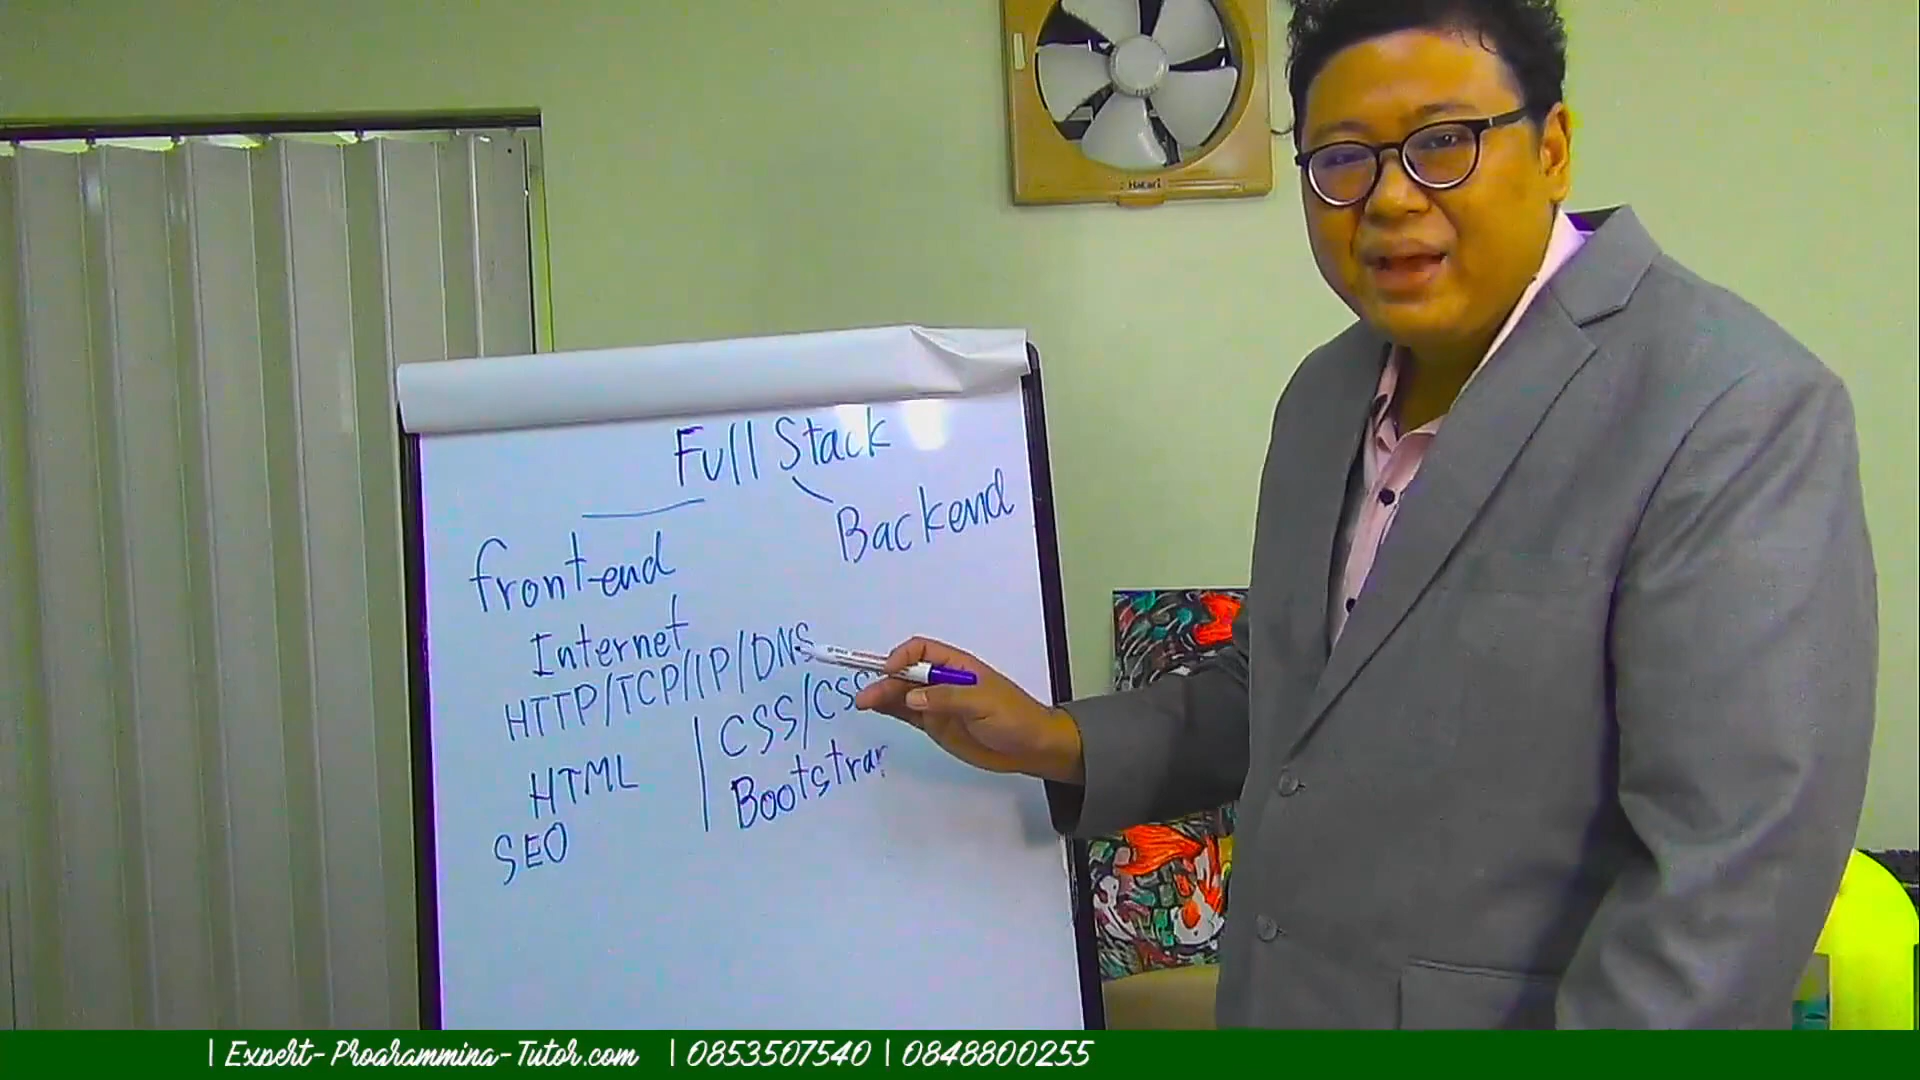 Hatari
Full Stack
Backend
front-end
Internet
HTTP/TCP/IP/DNS
HTML
CSS/CSS
Bootstrap
SEO
| Expert-Programming-Tutor.com | 0853507540 | 0848800255